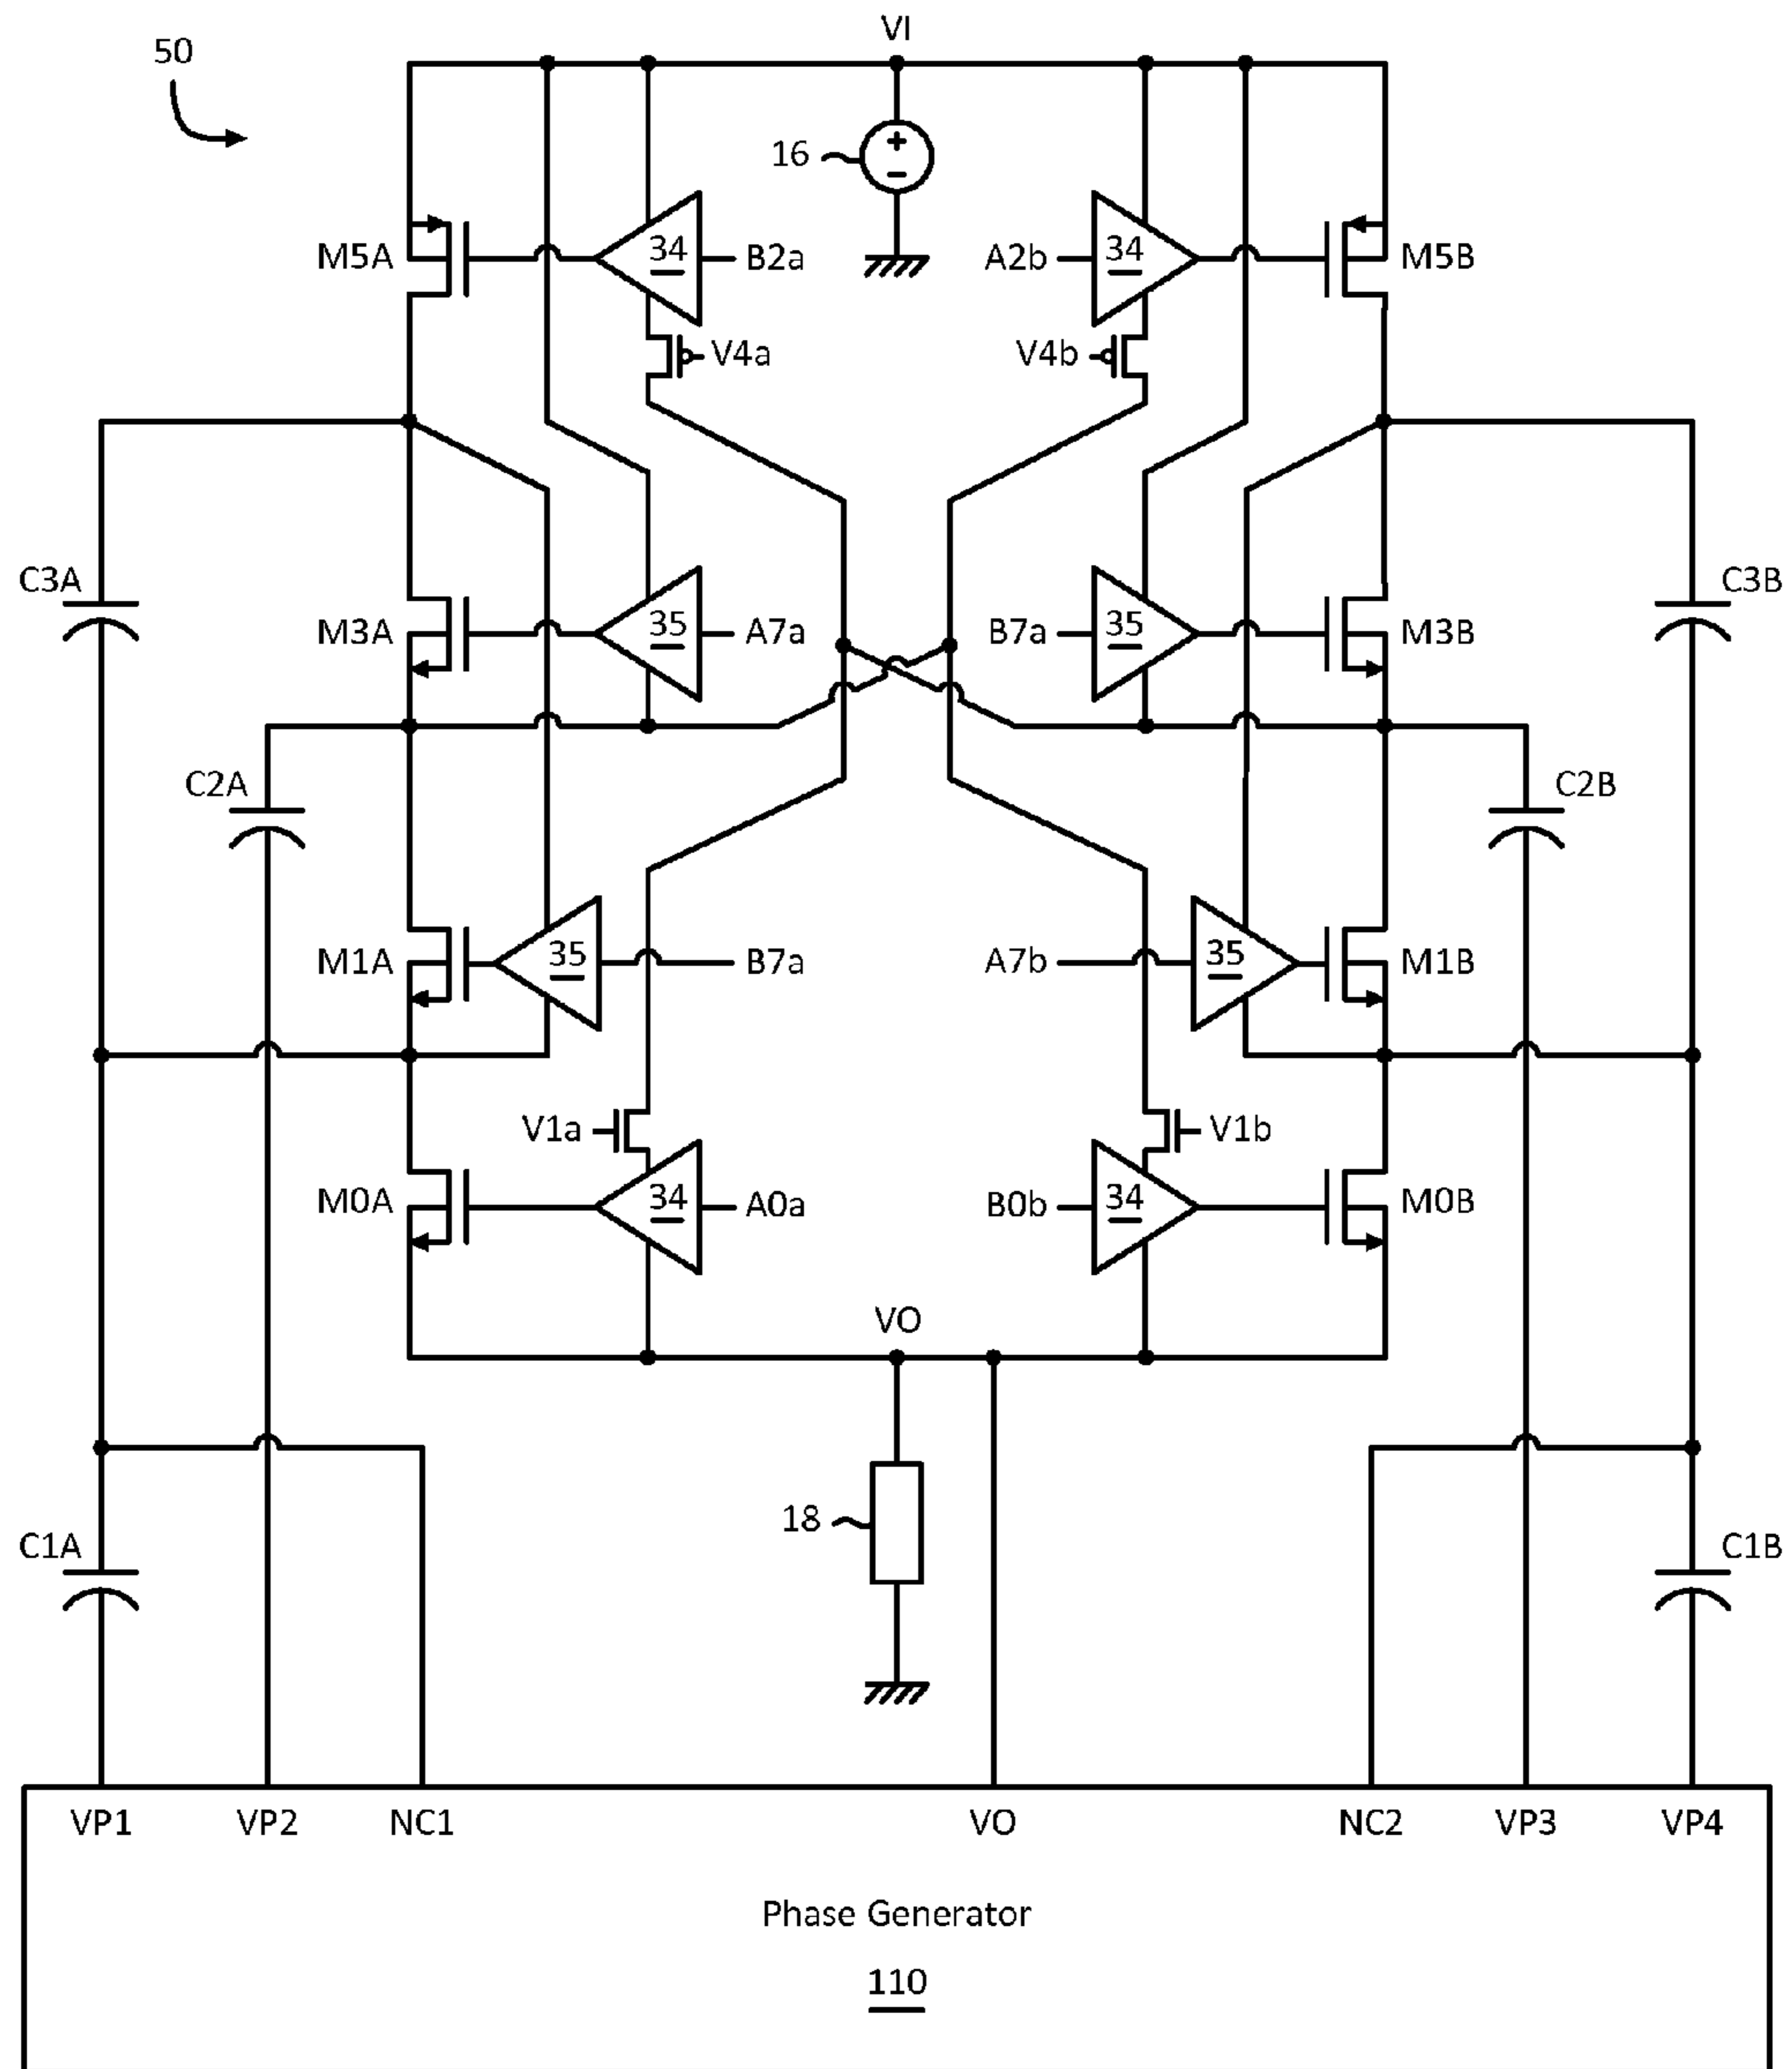 50
VI
16
+
−
M5A
34
B2a
A2b
34
M5B
V4a
V4b
C3A
M3A
35
A7a
B7a
35
M3B
C3B
C2A
C2B
M1A
35
B7a
A7b
35
M1B
V1a
V1b
M0A
34
A0a
B0b
34
M0B
VO
18
C1A
C1B
VP1
VP2
NC1
VO
NC2
VP3
VP4
Phase Generator
110